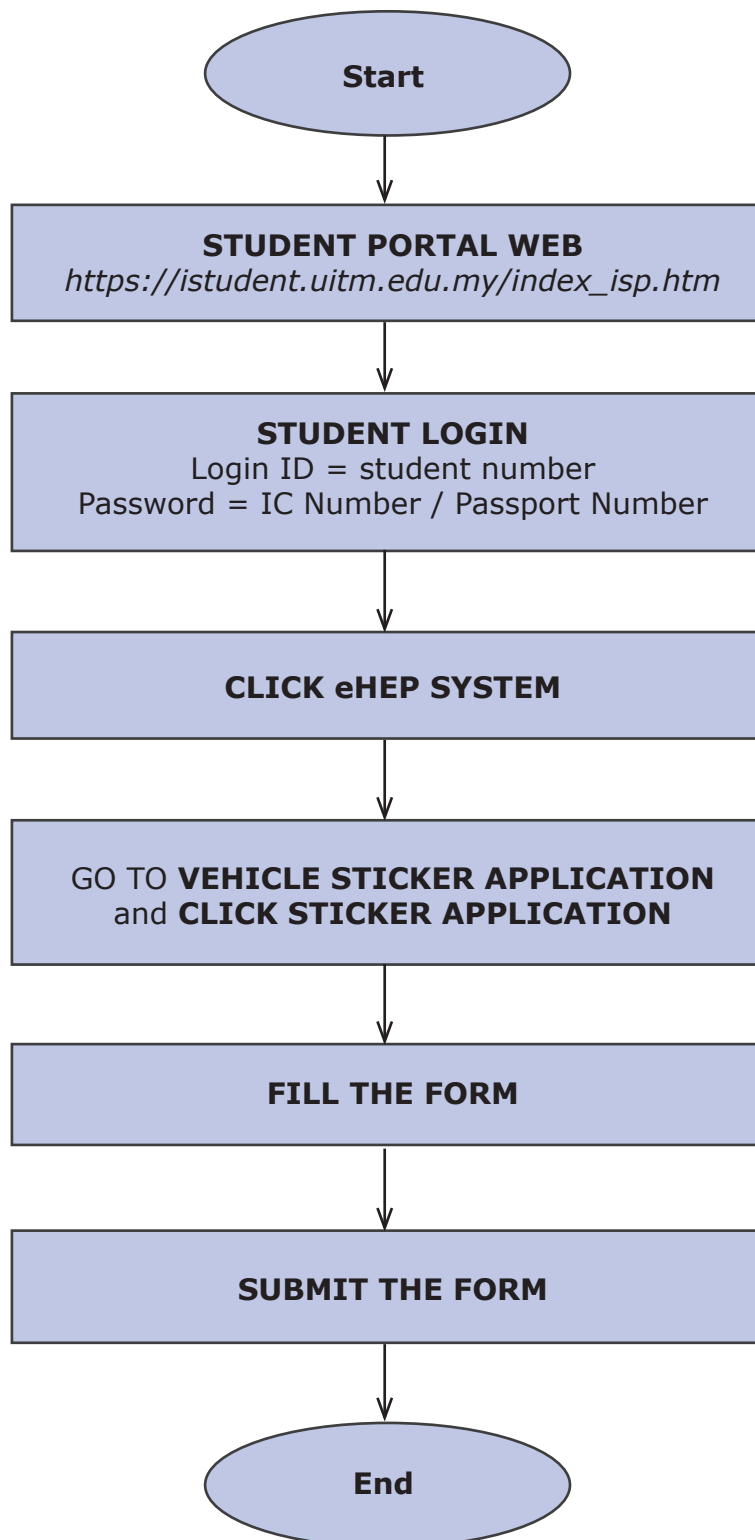 Start
STUDENT PORTAL WEB
https://istudent.uitm.edu.my/index_isp.htm
STUDENT LOGIN
Login ID = student number
Password = IC Number / Passport Number
CLICK eHEP SYSTEM
GO TO VEHICLE STICKER APPLICATION
and CLICK STICKER APPLICATION
FILL THE FORM
SUBMIT THE FORM
End